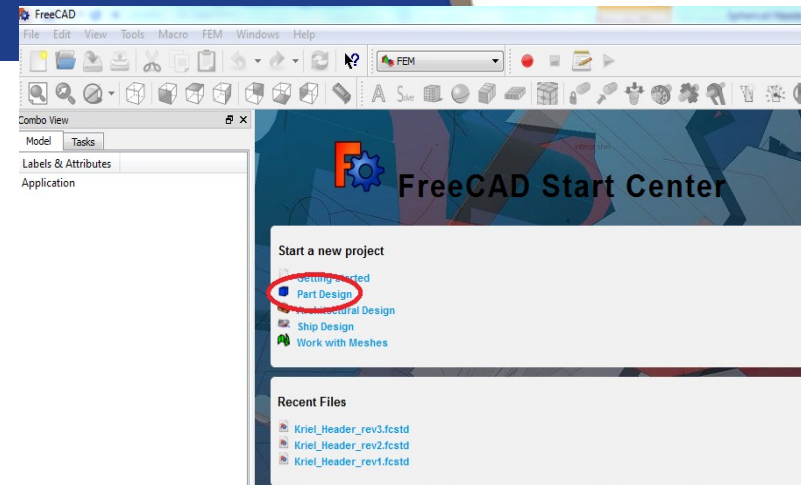 FreeCAD
File Edit View Tools Macro FEM Windows Help
FEM
Combo View
Model Tasks
Labels & Attributes
Application
FreeCAD Start Center
Start a new project
Getting started
Part Design
Architectural Design
Ship Design
Work with Meshes
Recent Files
Kriel_Header_rev3.fcstd
Kriel_Header_rev2.fcstd
Kriel_Header_rev1.fcstd